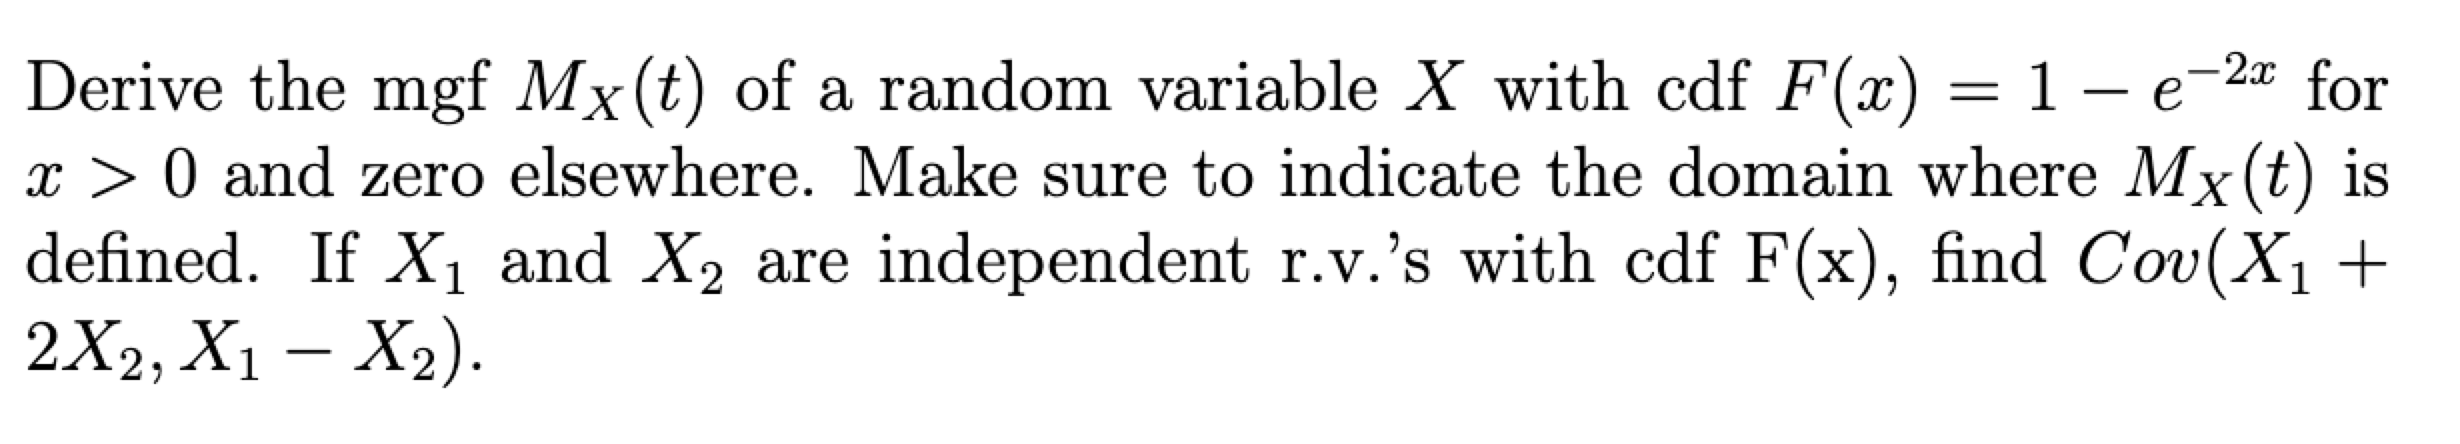 Derive the mgf $M_X(t)$ of a random variable $X$ with cdf $F(x) = 1 - e^{-2x}$ for
$x > 0$ and zero elsewhere. Make sure to indicate the domain where $M_X(t)$ is
defined. If $X_1$ and $X_2$ are independent r.v.'s with cdf F(x), find $Cov(X_1 +$
$2X_2, X_1 - X_2)$.